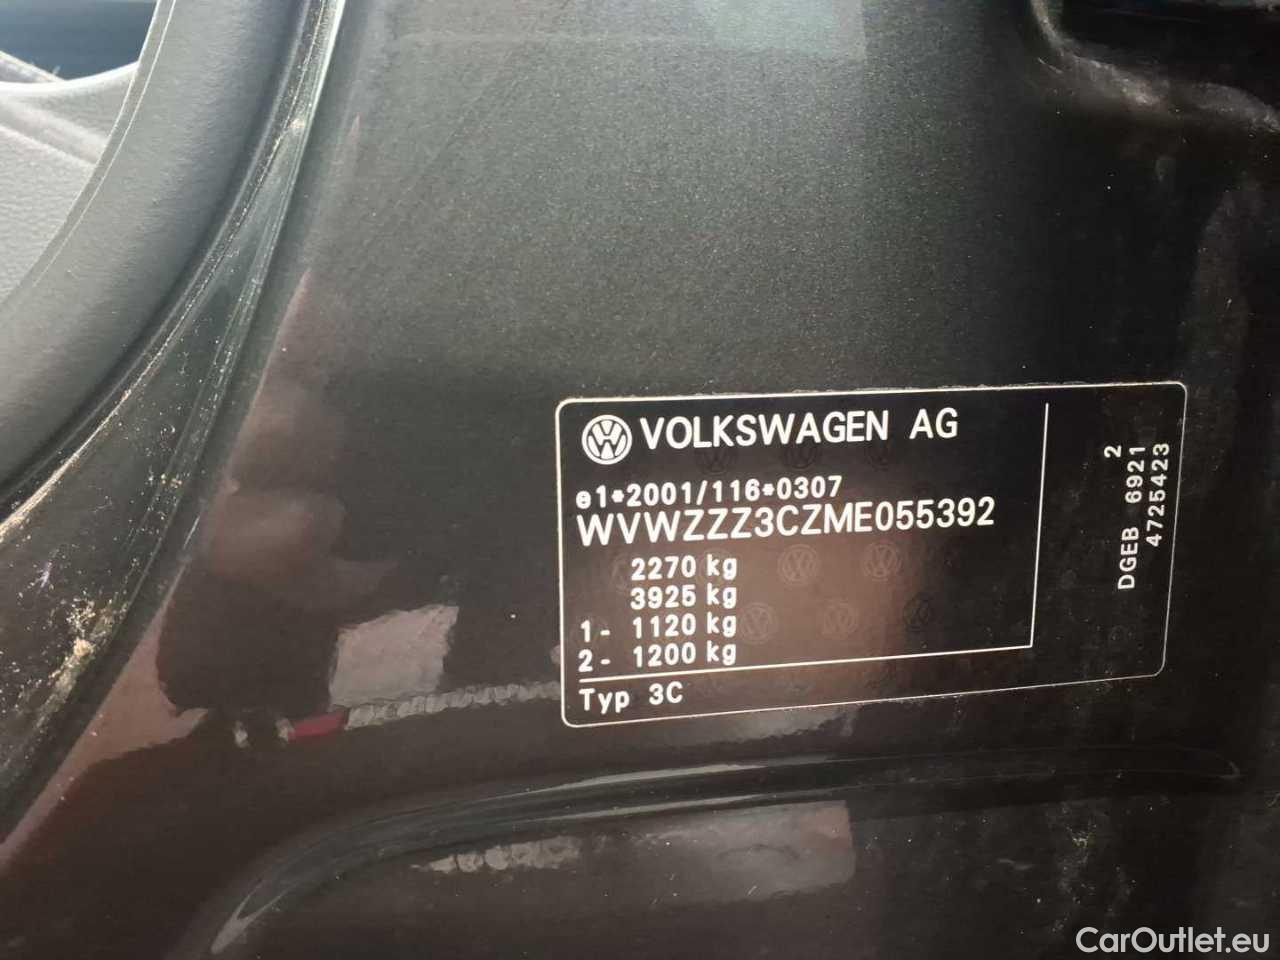 VOLKSWAGEN AG
e1*2001/116*0307
WVWZZZ3CZME055392
2270 kg
3925 kg
1- 1120 kg
2- 1200 kg
Typ 3C
2
DGEB 6921
4725423
CarOutlet.eu